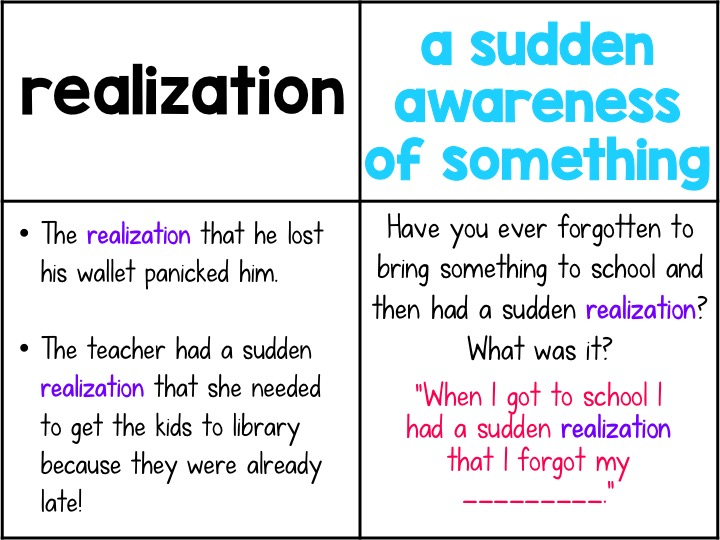 realization
a sudden
awareness
of something
• The realization that he lost
his wallet panicked him.
• The teacher had a sudden
realization that she needed
to get the kids to library
because they were already
late!
Have you ever forgotten to
bring something to school and
then had a sudden realization?
What was it?
"When I got to school I
had a sudden realization
that I forgot my
_________."